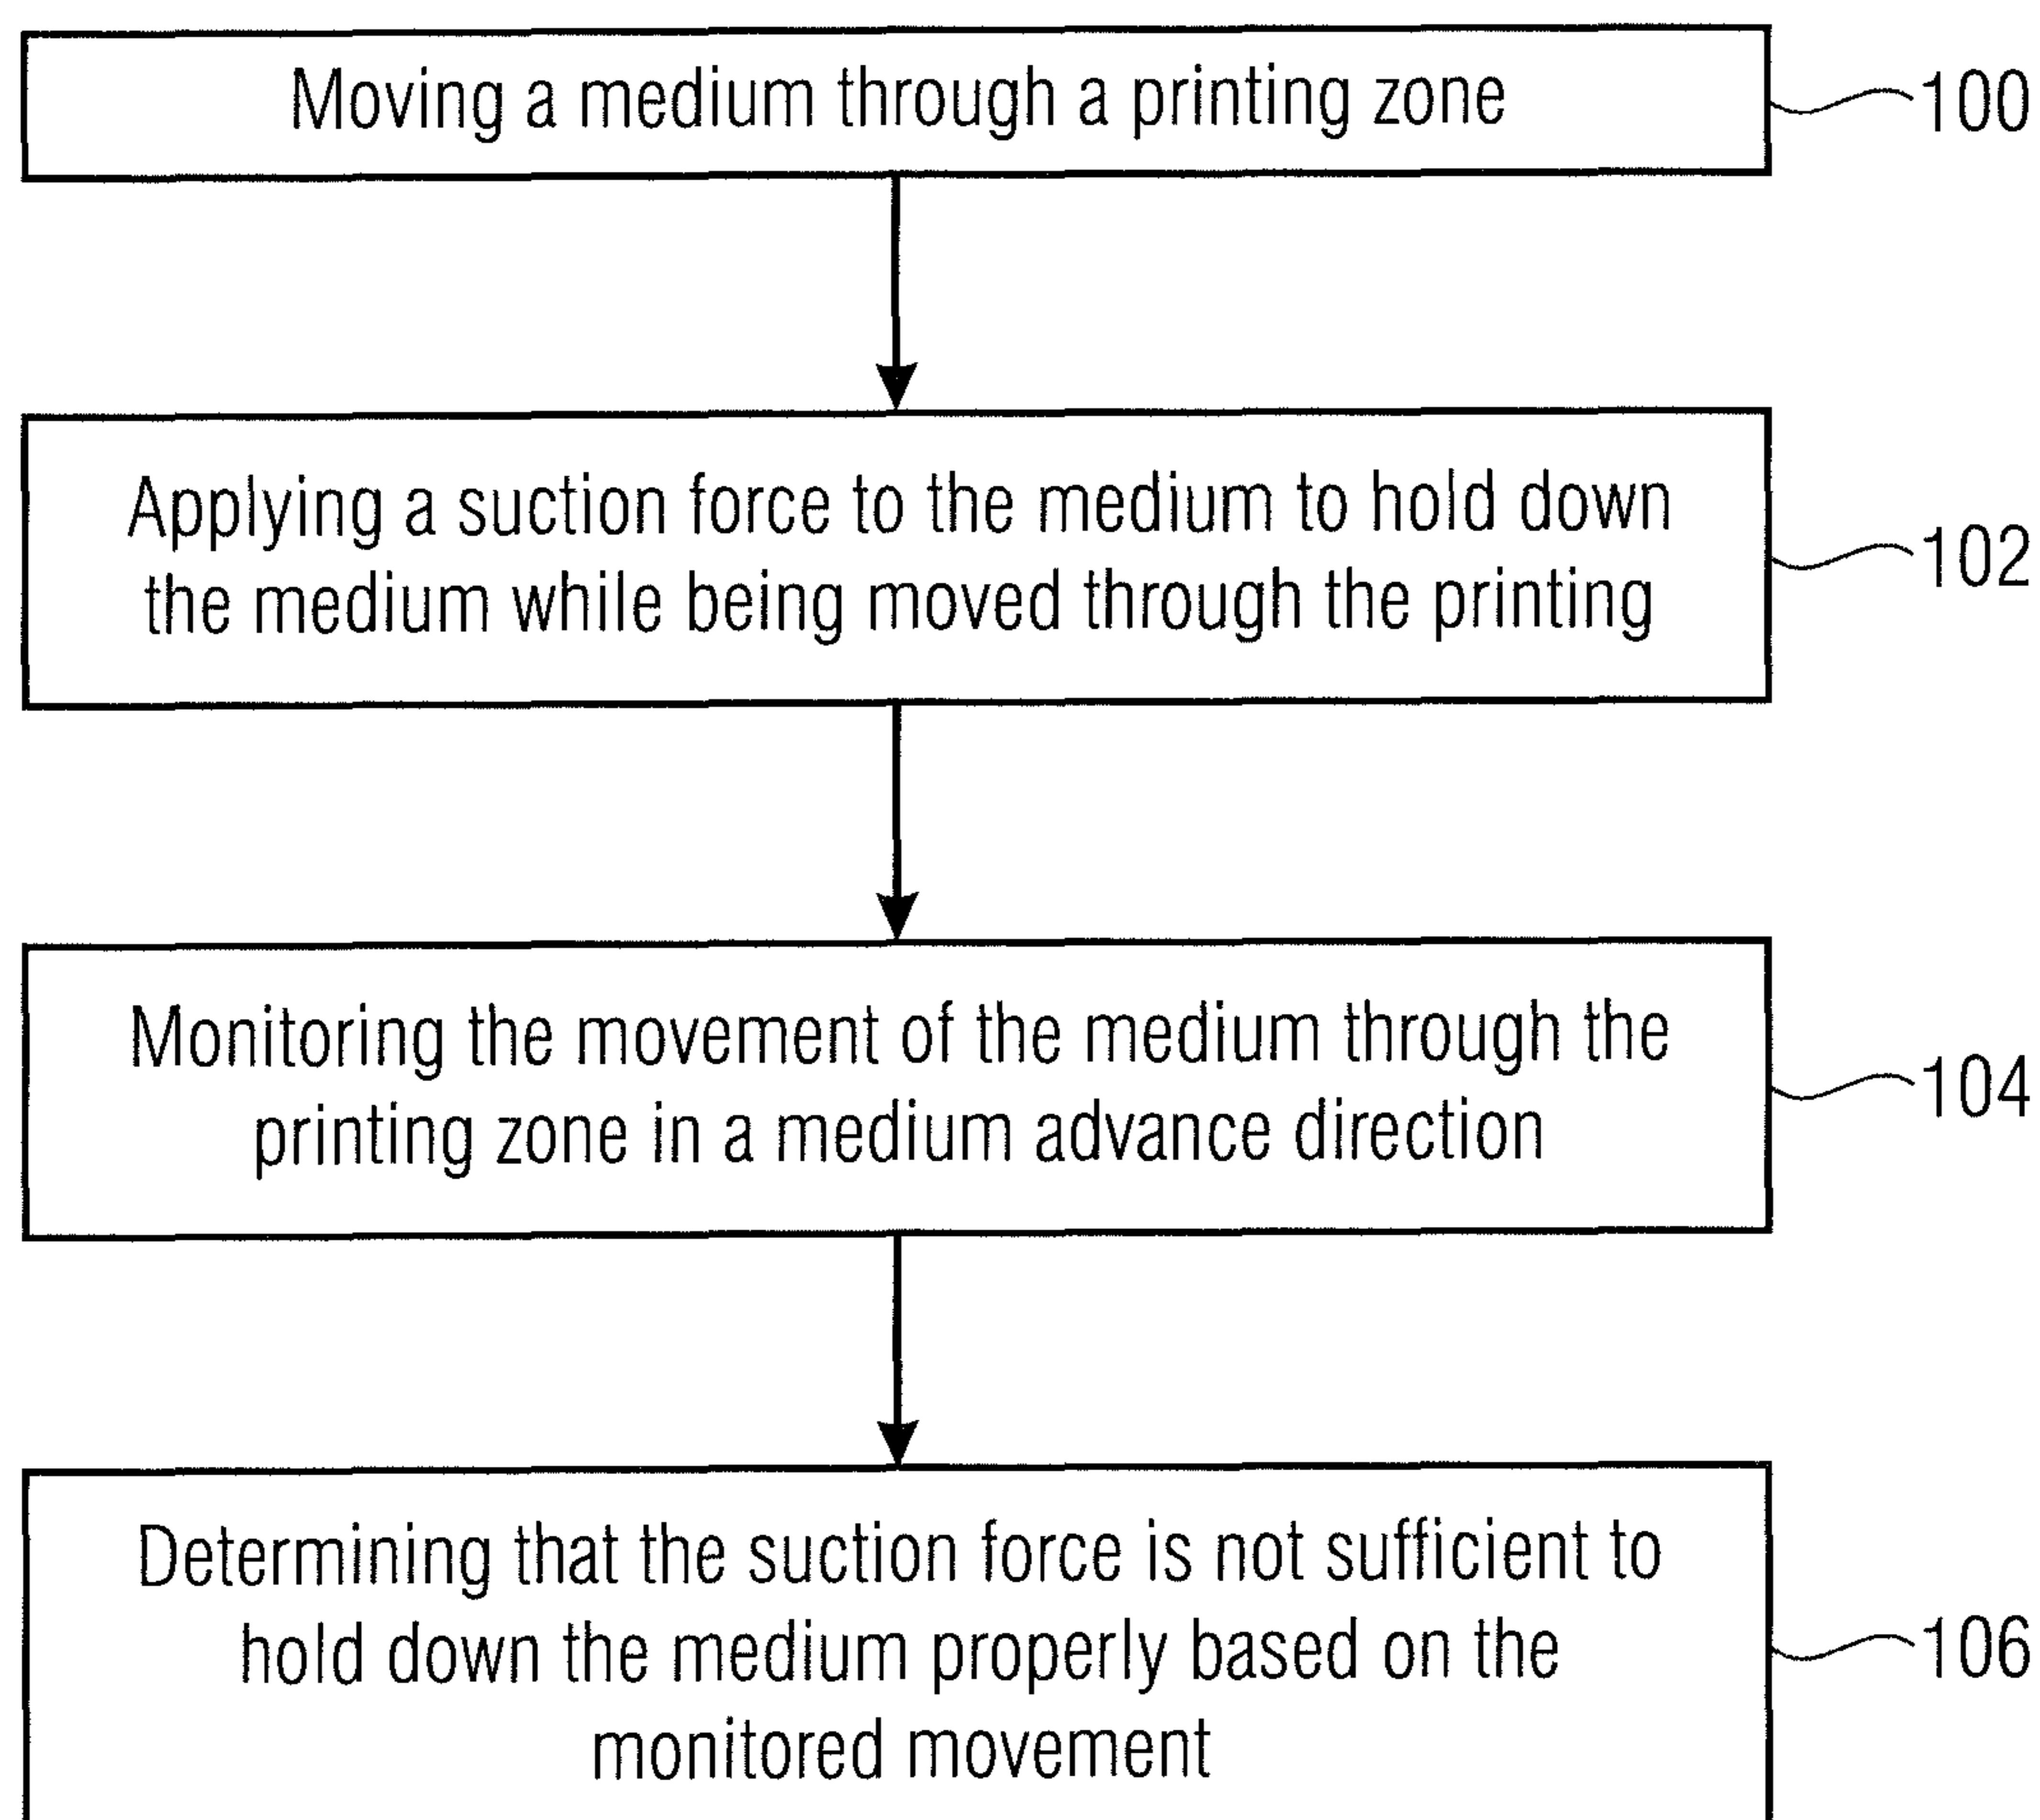 Moving a medium through a printing zone
100
Applying a suction force to the medium to hold down
the medium while being moved through the printing
102
Monitoring the movement of the medium through the
printing zone in a medium advance direction
104
Determining that the suction force is not sufficient to
hold down the medium properly based on the
monitored movement
106